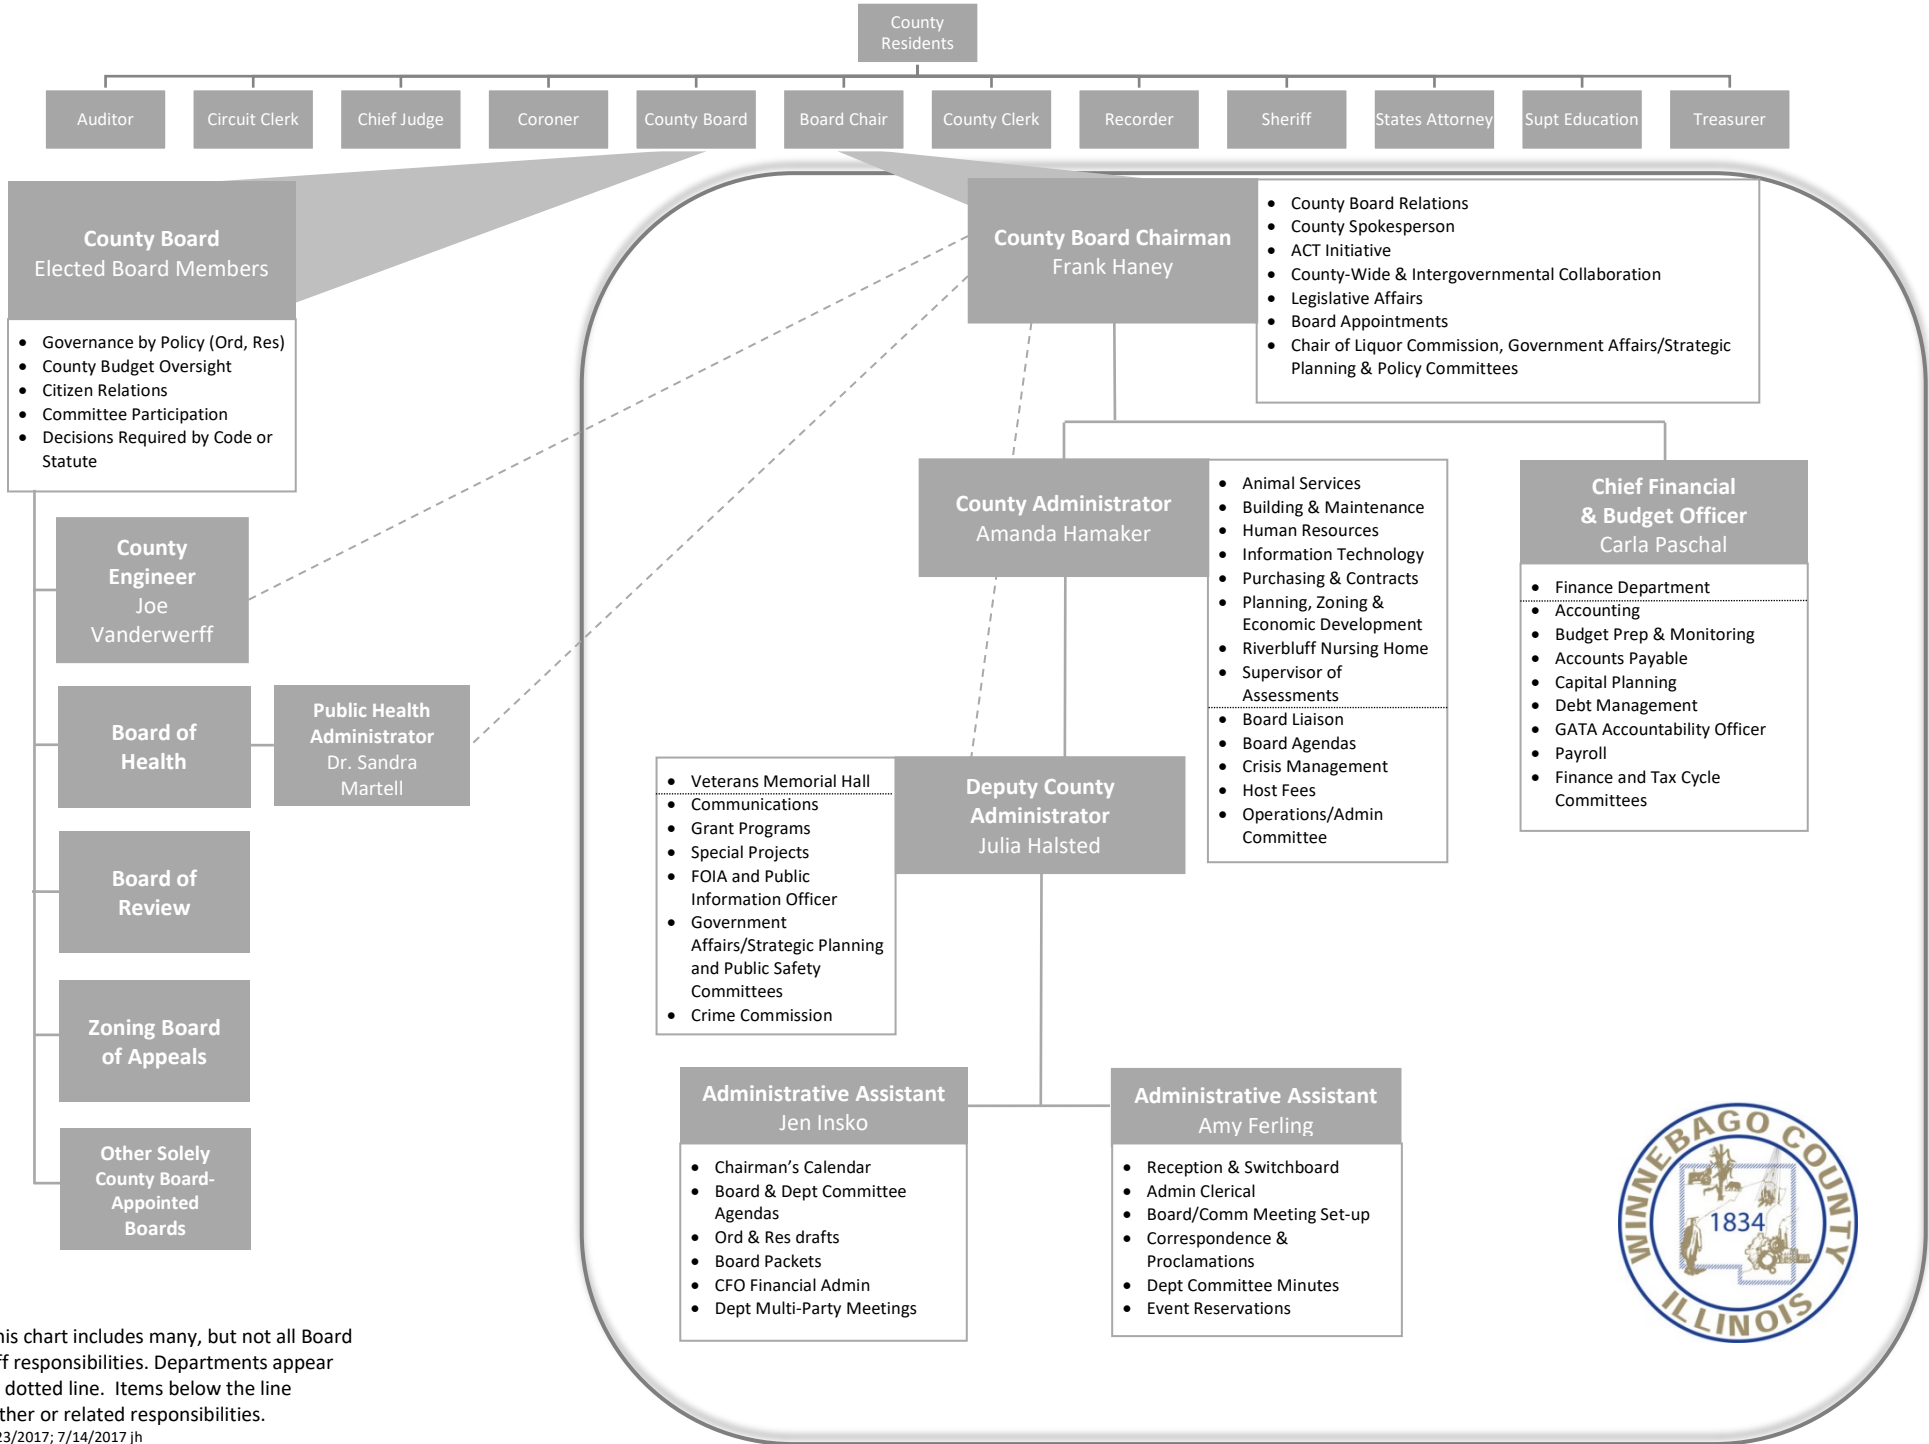 County
Residents
Auditor
Circuit Clerk
Chief Judge
Coroner
County Board
Board Chair
County Clerk
Recorder
Sheriff
States Attorney
Supt Education
Treasurer
County Board
Elected Board Members
• Governance by Policy (Ord, Res)
• County Budget Oversight
• Citizen Relations
• Committee Participation
• Decisions Required by Code or
Statute
County Board Chairman
Frank Haney
• County Board Relations
• County Spokesperson
• ACT Initiative
• County-Wide & Intergovernmental Collaboration
• Legislative Affairs
• Board Appointments
• Chair of Liquor Commission, Government Affairs/Strategic
Planning & Policy Committees
County
Engineer
Joe
Vanderwerff
Board of
Health
Public Health
Administrator
Dr. Sandra
Martell
Board of
Review
Zoning Board
of Appeals
Other Solely
County Board-
Appointed
Boards
County Administrator
Amanda Hamaker
• Animal Services
• Building & Maintenance
• Human Resources
• Information Technology
• Purchasing & Contracts
• Planning, Zoning &
Economic Development
• Riverbluff Nursing Home
• Supervisor of
Assessments
• Board Liaison
• Board Agendas
• Crisis Management
• Host Fees
• Operations/Admin
Committee
Chief Financial
& Budget Officer
Carla Paschal
• Finance Department
• Accounting
• Budget Prep & Monitoring
• Accounts Payable
• Capital Planning
• Debt Management
• GATA Accountability Officer
• Payroll
• Finance and Tax Cycle
Committees
• Veterans Memorial Hall
• Communications
• Grant Programs
• Special Projects
• FOIA and Public
Information Officer
• Government
Affairs/Strategic Planning
and Public Safety
Committees
• Crime Commission
Deputy County
Administrator
Julia Halsted
Administrative Assistant
Jen Insko
• Chairman’s Calendar
• Board & Dept Committee
Agendas
• Ord & Res drafts
• Board Packets
• CFO Financial Admin
• Dept Multi-Party Meetings
Administrative Assistant
Amy Ferling
• Reception & Switchboard
• Admin Clerical
• Board/Comm Meeting Set-up
• Correspondence &
Proclamations
• Dept Committee Minutes
• Event Reservations
WINNEBAGO COUNTY
1834
ILLINOIS
his chart includes many, but not all Board
ff responsibilities. Departments appear
dotted line. Items below the line
ther or related responsibilities.
23/2017; 7/14/2017 jh